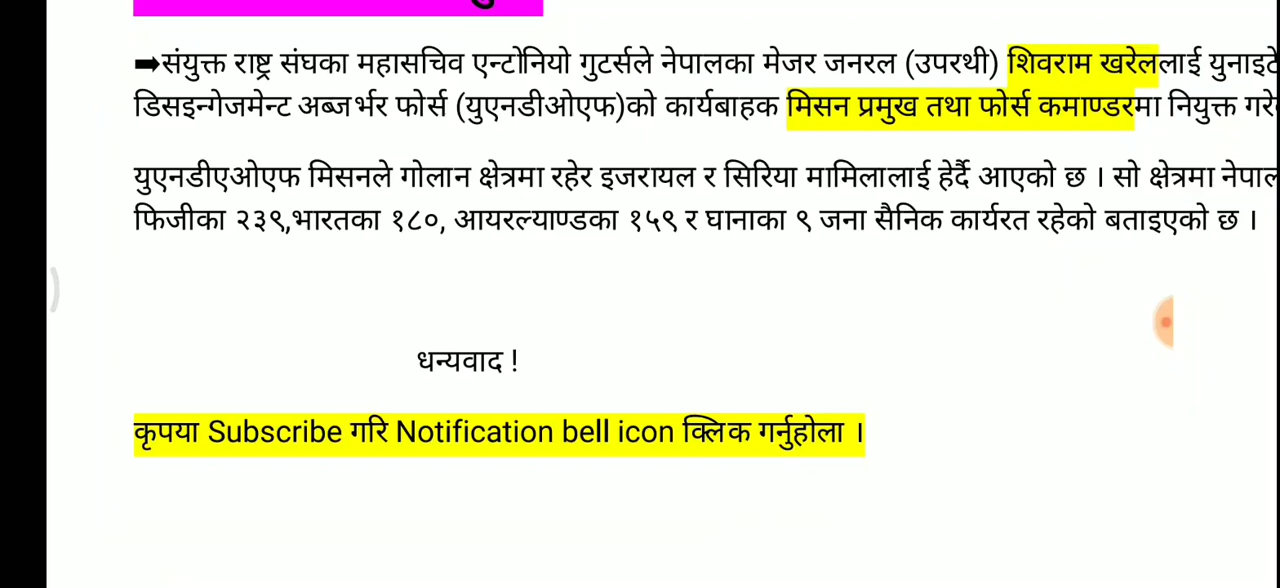 ➡संयुक्त राष्ट्र संघका महासचिव एन्टोनियो गुटर्सले नेपालका मेजर जनरल (उपरथी) शिवराम खरेललाई
डिसइन्गेजमेन्ट अब्जर्भर फोर्स (युएनडीओएफ)को कार्यबाहक मिसन प्रमुख तथा फोर्स कमाण्डरमा नियुक्त
युएनडीएओएफ मिसनले गोलान क्षेत्रमा रहेर इजरायल र सिरिया मामिलालाई हेर्दै आएको छ । सो क्षेत्रमा
फिजीका २३९,भारतका १८०, आयरल्याण्डका १५९ र घानाका ९ जना सैनिक कार्यरत रहेको बताइएको छ ।
धन्यवाद !
कृपया Subscribe गरि Notification bell icon क्लिक गर्नुहोला ।